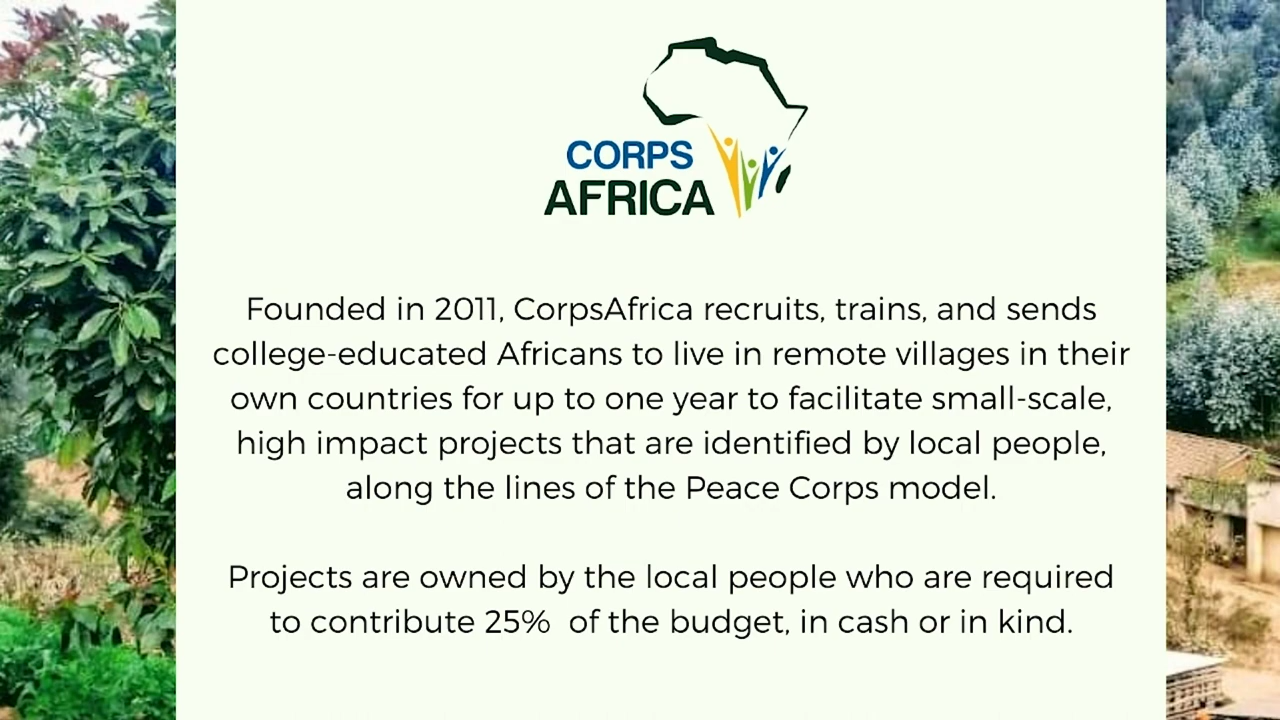 CORPS
AFRICA
Founded in 2011, CorpsAfrica recruits, trains, and sends
college-educated Africans to live in remote villages in their
own countries for up to one year to facilitate small-scale,
high impact projects that are identified by local people,
along the lines of the Peace Corps model.
Projects are owned by the local people who are required
to contribute 25%  of the budget, in cash or in kind.